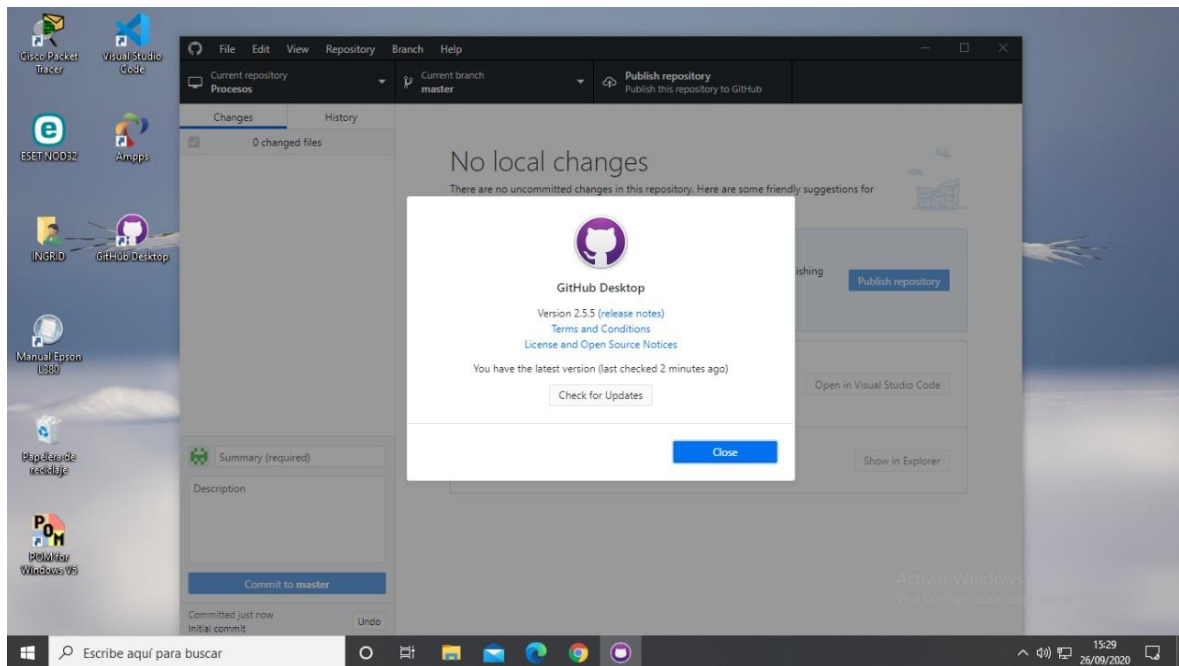 Cisco Packet
Tracer
Visual Studio
Code
ESET NOD32
Ampps
INGRID
GitHub Desktop
Manual Epson
L380
Papelera de
reciclaje
POM
POM for
Windows V5
File Edit View Repository Branch Help
Current repository
Procesos
Current branch
master
Publish repository
Publish this repository to GitHub
Changes History
0 changed files
No local changes
There are no uncommitted changes in this repository. Here are some friendly suggestions for
ishing
Publish repository
Open in Visual Studio Code
Show in Explorer
GitHub Desktop
Version 2.5.5 (release notes)
Terms and Conditions
License and Open Source Notices
You have the latest version (last checked 2 minutes ago)
Check for Updates
Close
Summary (required)
Description
Commit to master
Committed just now
Initial commit
Undo
Activar Windows
Ve a Configuración para
Escribe aquí para buscar
15:29
26/09/2020